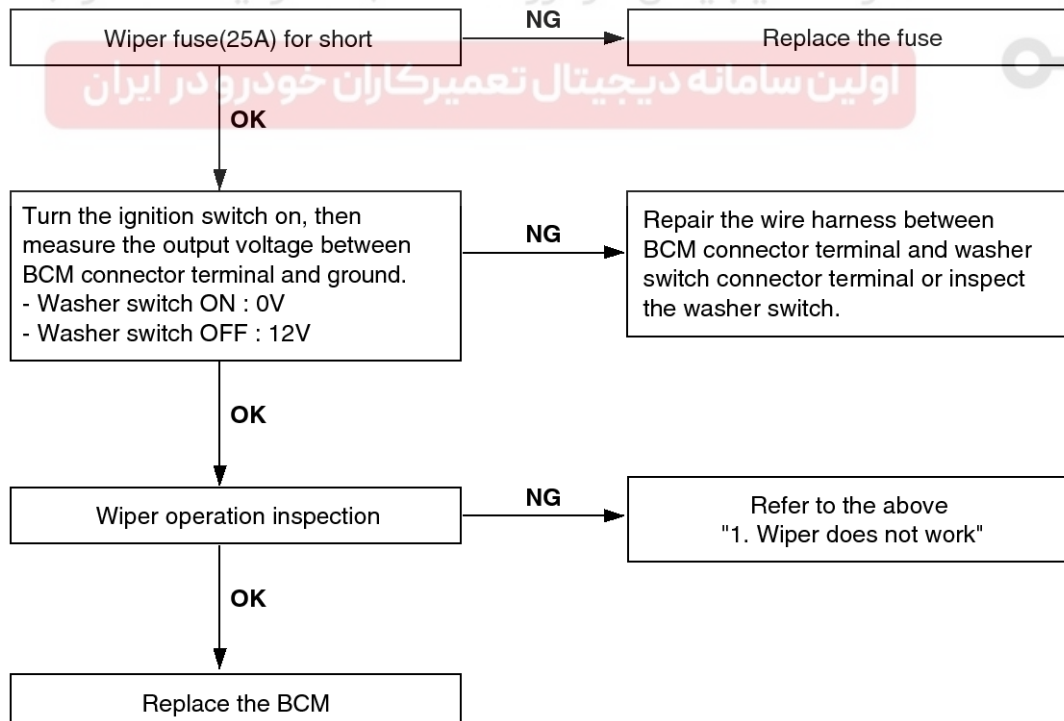 Wiper fuse(25A) for short
NG
Replace the fuse
اولین سامانه دیجیتال تعمیرکاران خودرو در ایران
OK
Turn the ignition switch on, then
measure the output voltage between
BCM connector terminal and ground.
- Washer switch ON : 0V
- Washer switch OFF : 12V
NG
Repair the wire harness between
BCM connector terminal and washer
switch connector terminal or inspect
the washer switch.
OK
Wiper operation inspection
NG
Refer to the above
"1. Wiper does not work"
OK
Replace the BCM